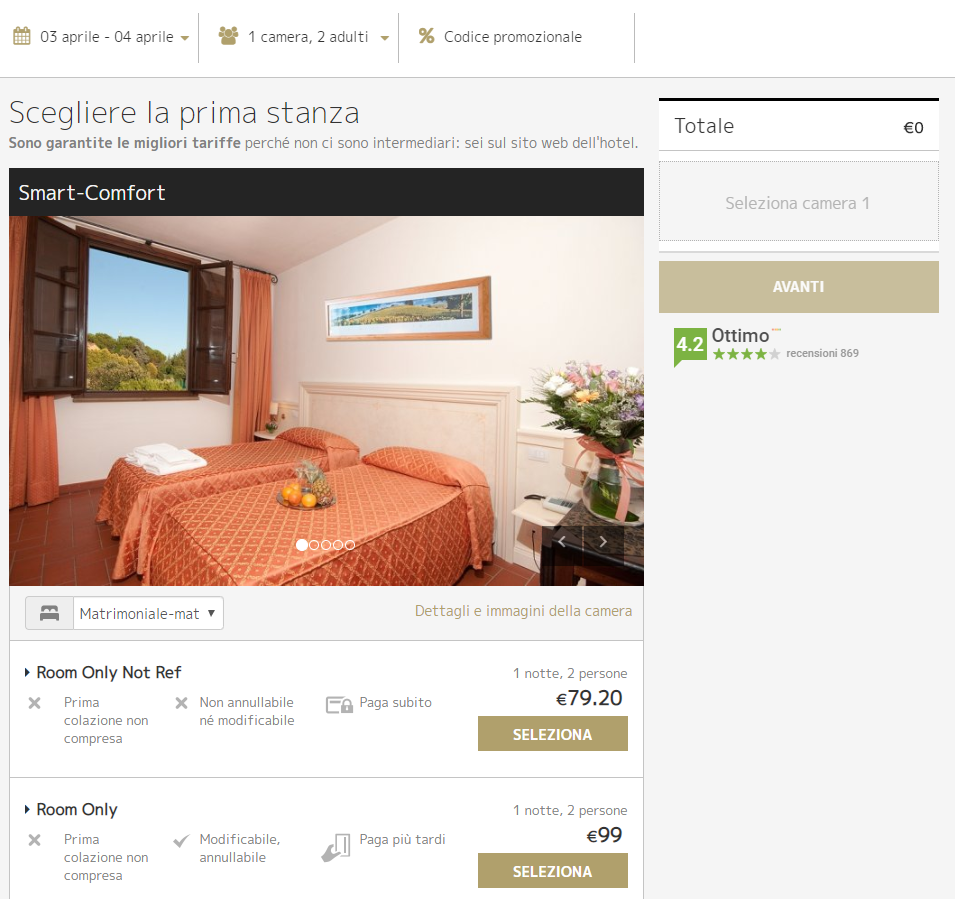 03 aprile - 04 aprile
1 camera, 2 adulti
Codice promozionale
Scegliere la prima stanza
Sono garantite le migliori tariffe perché non ci sono intermediari: sei sul sito web dell'hotel.
Smart-Comfort
Matrimoniale-mat
Dettagli e immagini della camera
Room Only Not Ref
1 notte, 2 persone
€79.20
Prima
colazione non
compresa
Non annullabile
né modificabile
Paga subito
SELEZIONA
Room Only
1 notte, 2 persone
€99
Prima
colazione non
compresa
Modificabile,
annullabile
Paga più tardi
SELEZIONA
Totale €0
Seleziona camera 1
AVANTI
4.2 Ottimo
recensioni 869